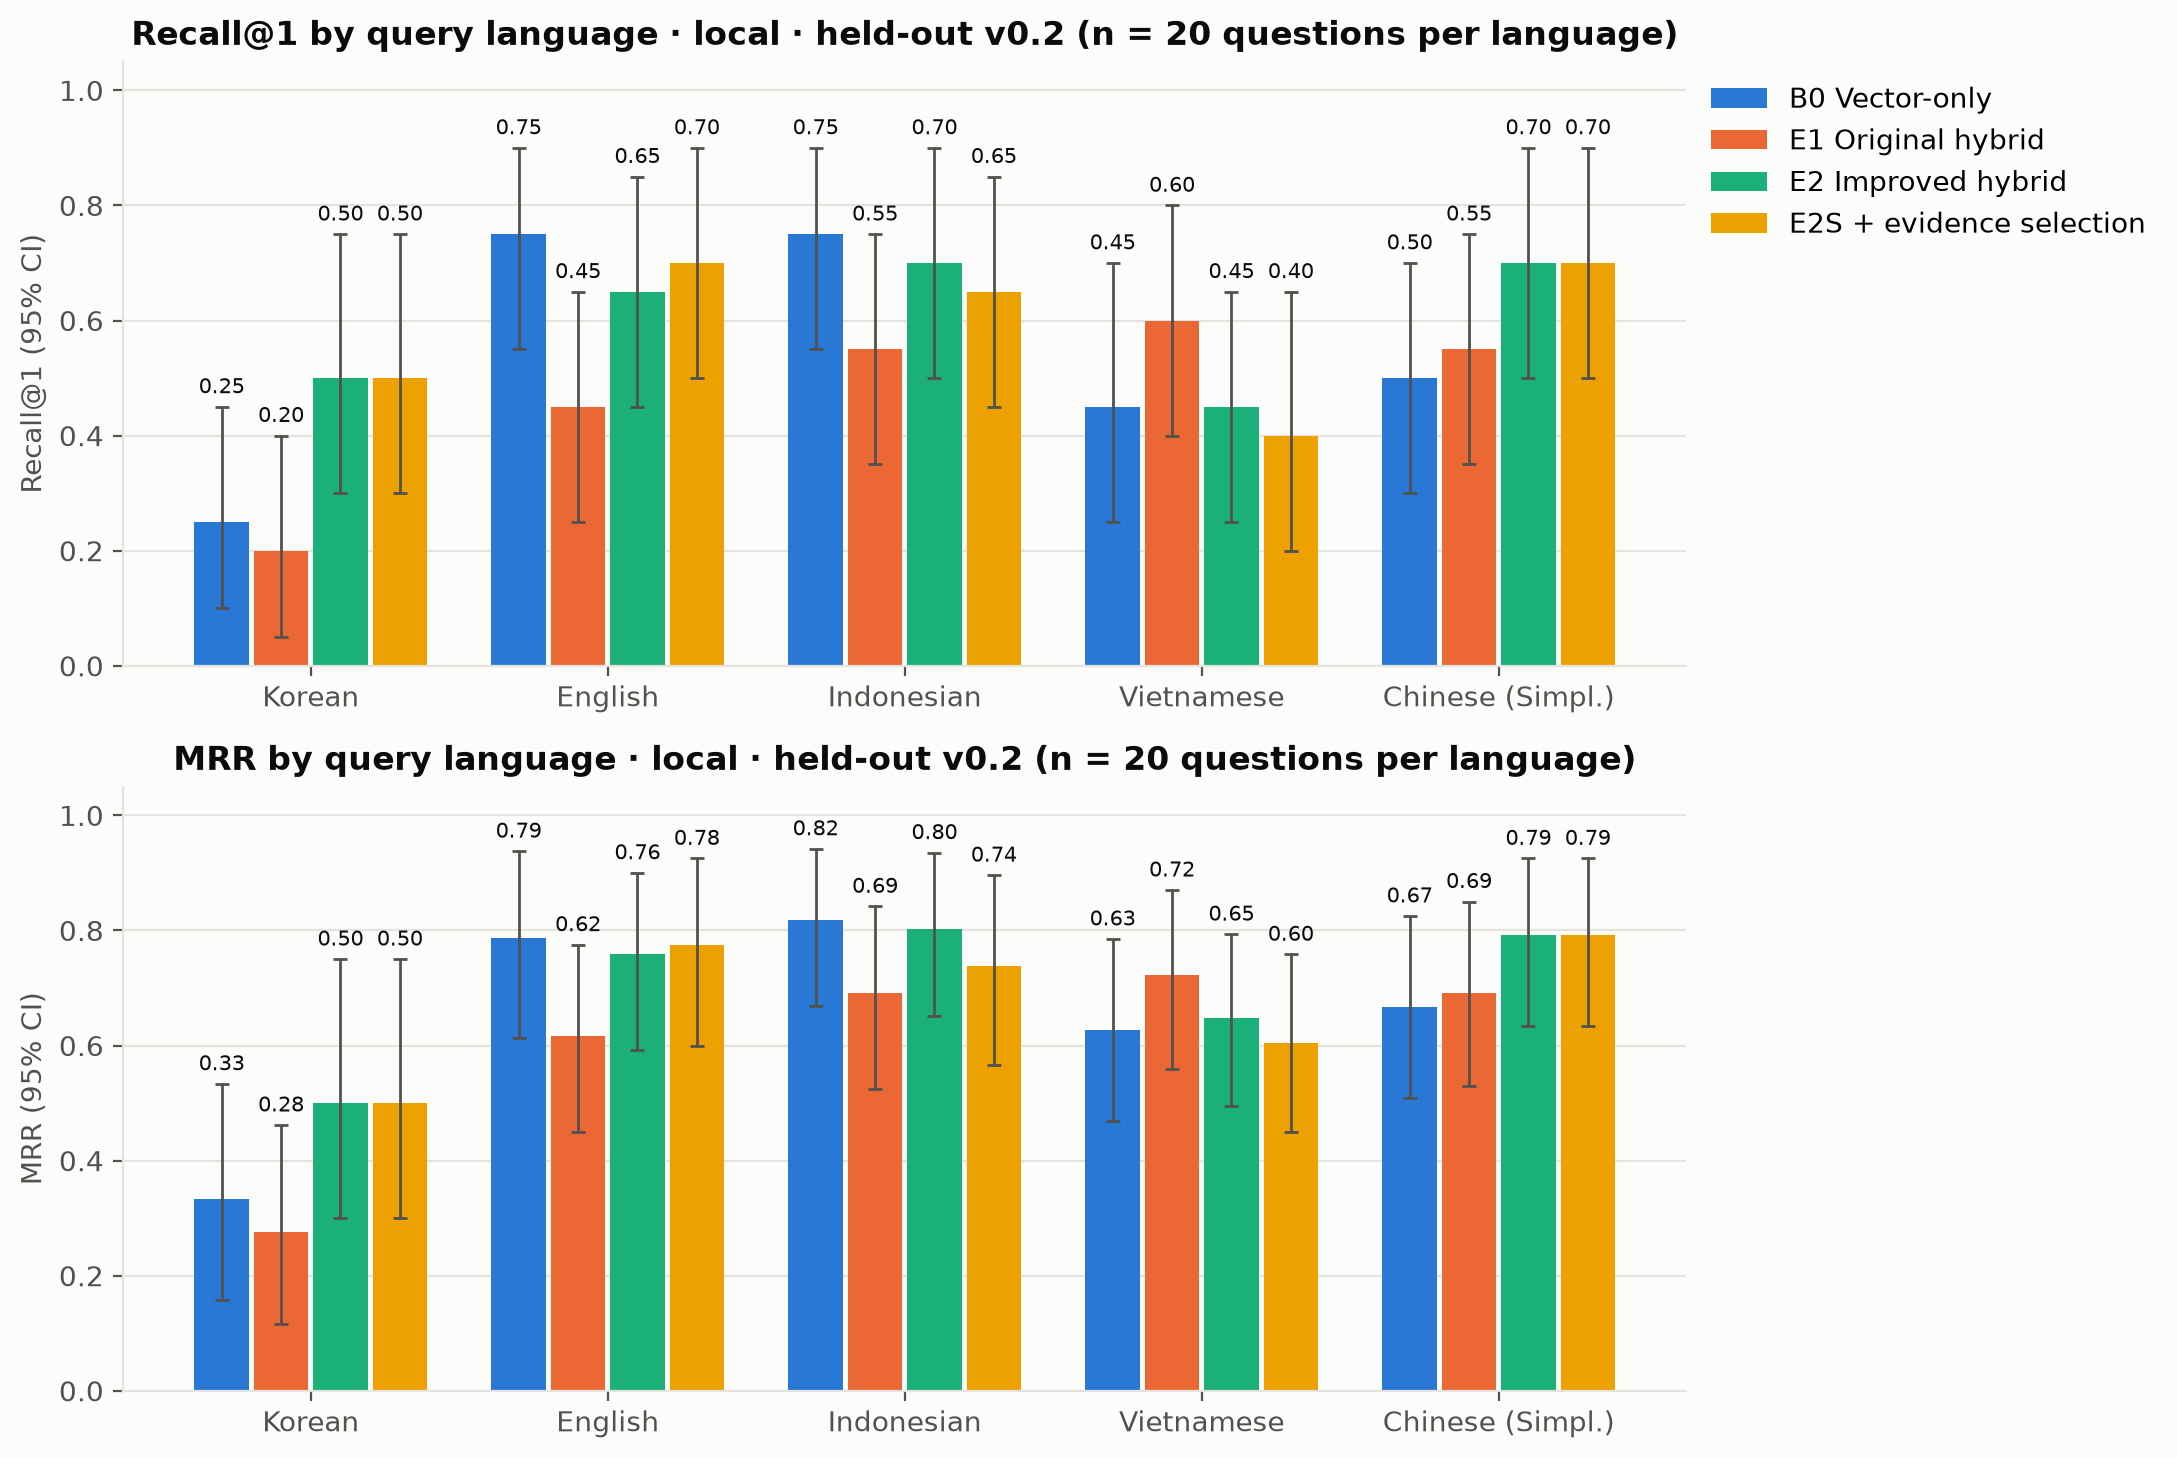 Recall@1 by query language · local · held-out v0.2 (n = 20 questions per language)
Recall@1 (95% CI)
1.0
0.8
0.6
0.4
0.2
0.0
0.25 0.20 0.50 0.50
0.75 0.45 0.65 0.70
0.75 0.55 0.70 0.65
0.45 0.60 0.45 0.40
0.50 0.55 0.70 0.70
Korean English Indonesian Vietnamese Chinese (Simpl.)
B0 Vector-only
E1 Original hybrid
E2 Improved hybrid
E2S + evidence selection
MRR by query language · local · held-out v0.2 (n = 20 questions per language)
MRR (95% CI)
1.0
0.8
0.6
0.4
0.2
0.0
0.33 0.28 0.50 0.50
0.79 0.62 0.76 0.78
0.82 0.69 0.80 0.74
0.63 0.72 0.65 0.60
0.67 0.69 0.79 0.79
Korean English Indonesian Vietnamese Chinese (Simpl.)